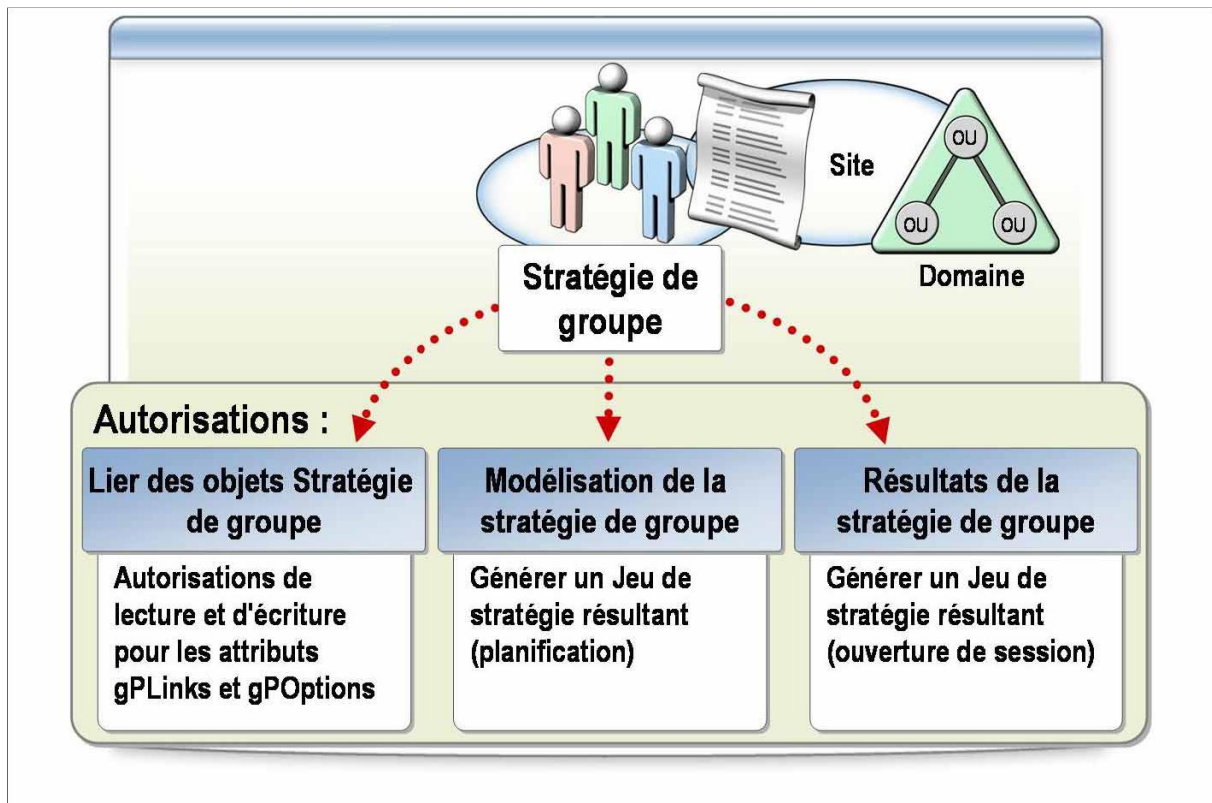 OU
Site
OU
OU
Domaine
Stratégie de
groupe
Autorisations :
Lier des objets Stratégie
de groupe
Autorisations de
lecture et d'écriture
pour les attributs
gPLinks et gPOptions
Modélisation de la
stratégie de groupe
Générer un Jeu de
stratégie résultant
(planification)
Résultats de la
stratégie de groupe
Générer un Jeu de
stratégie résultant
(ouverture de session)